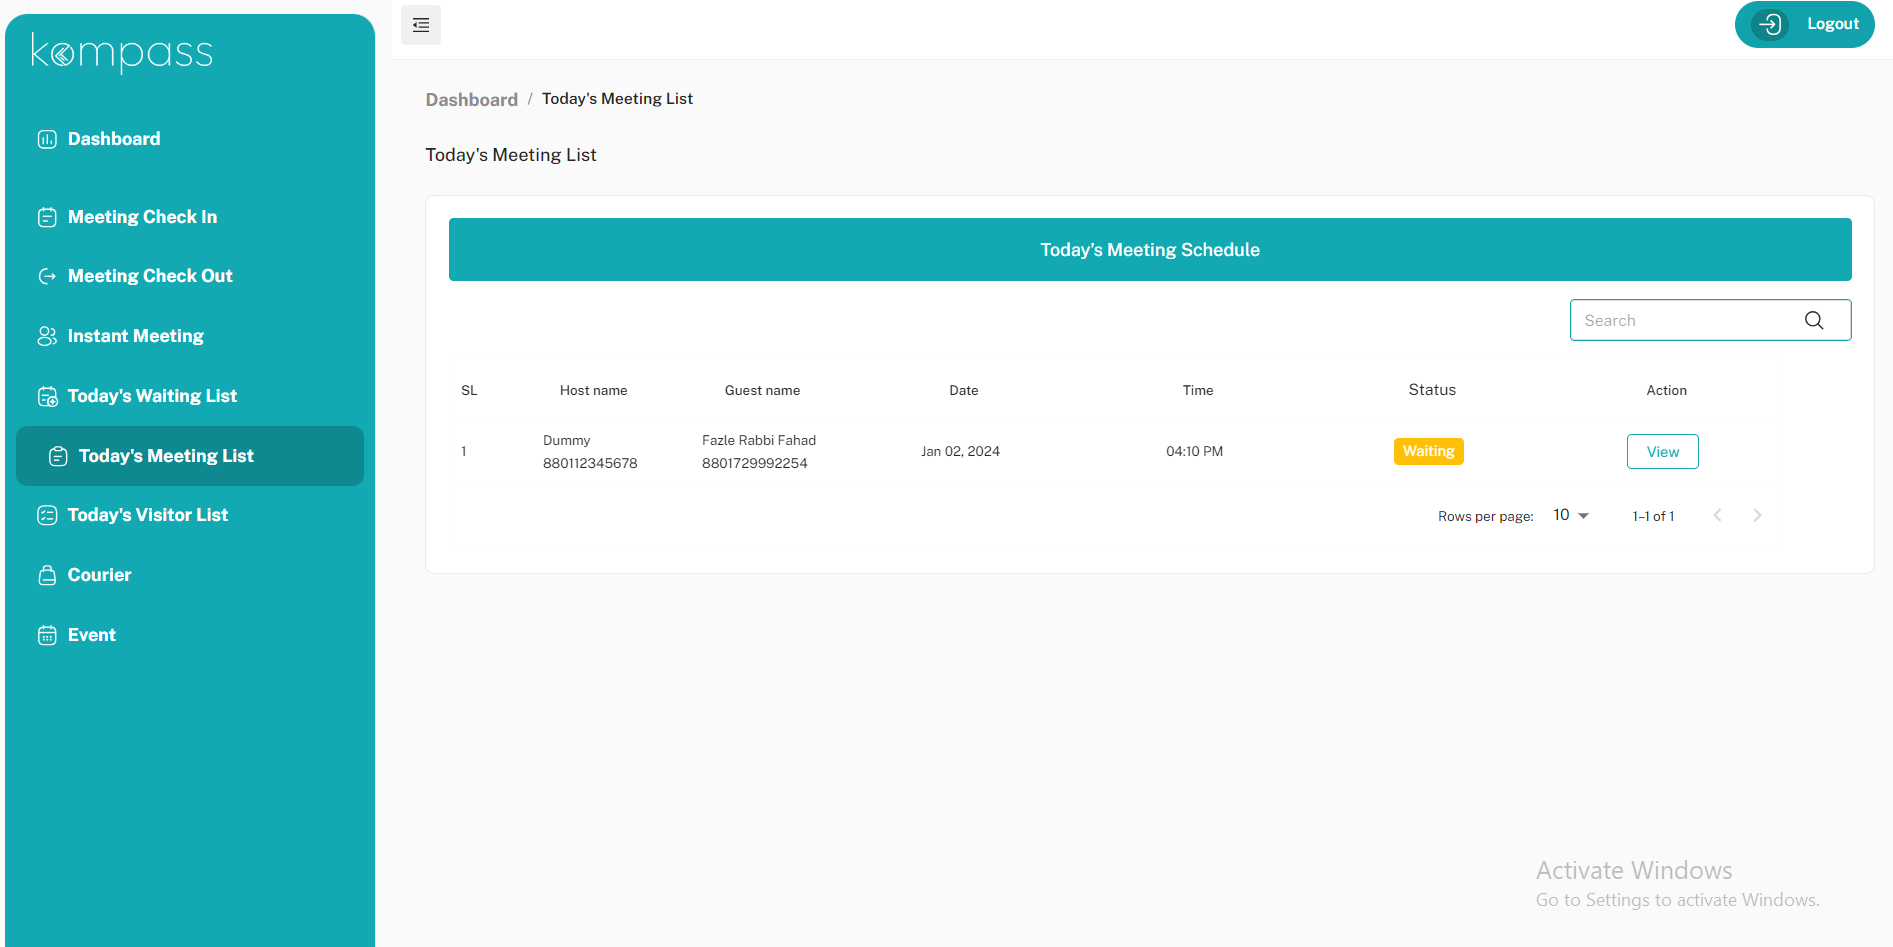 kompass
Logout
Dashboard
Meeting Check In
Meeting Check Out
Instant Meeting
Today's Waiting List
Today's Meeting List
Today's Visitor List
Courier
Event
Dashboard / Today's Meeting List
Today's Meeting List
Today's Meeting Schedule
Search
SL Host name Guest name Date Time Status Action
1 Dummy 880112345678 Fazle Rabbi Fahad 8801729992254 Jan 02, 2024 04:10 PM Waiting View
Rows per page: 10 1–1 of 1
Activate Windows
Go to Settings to activate Windows.